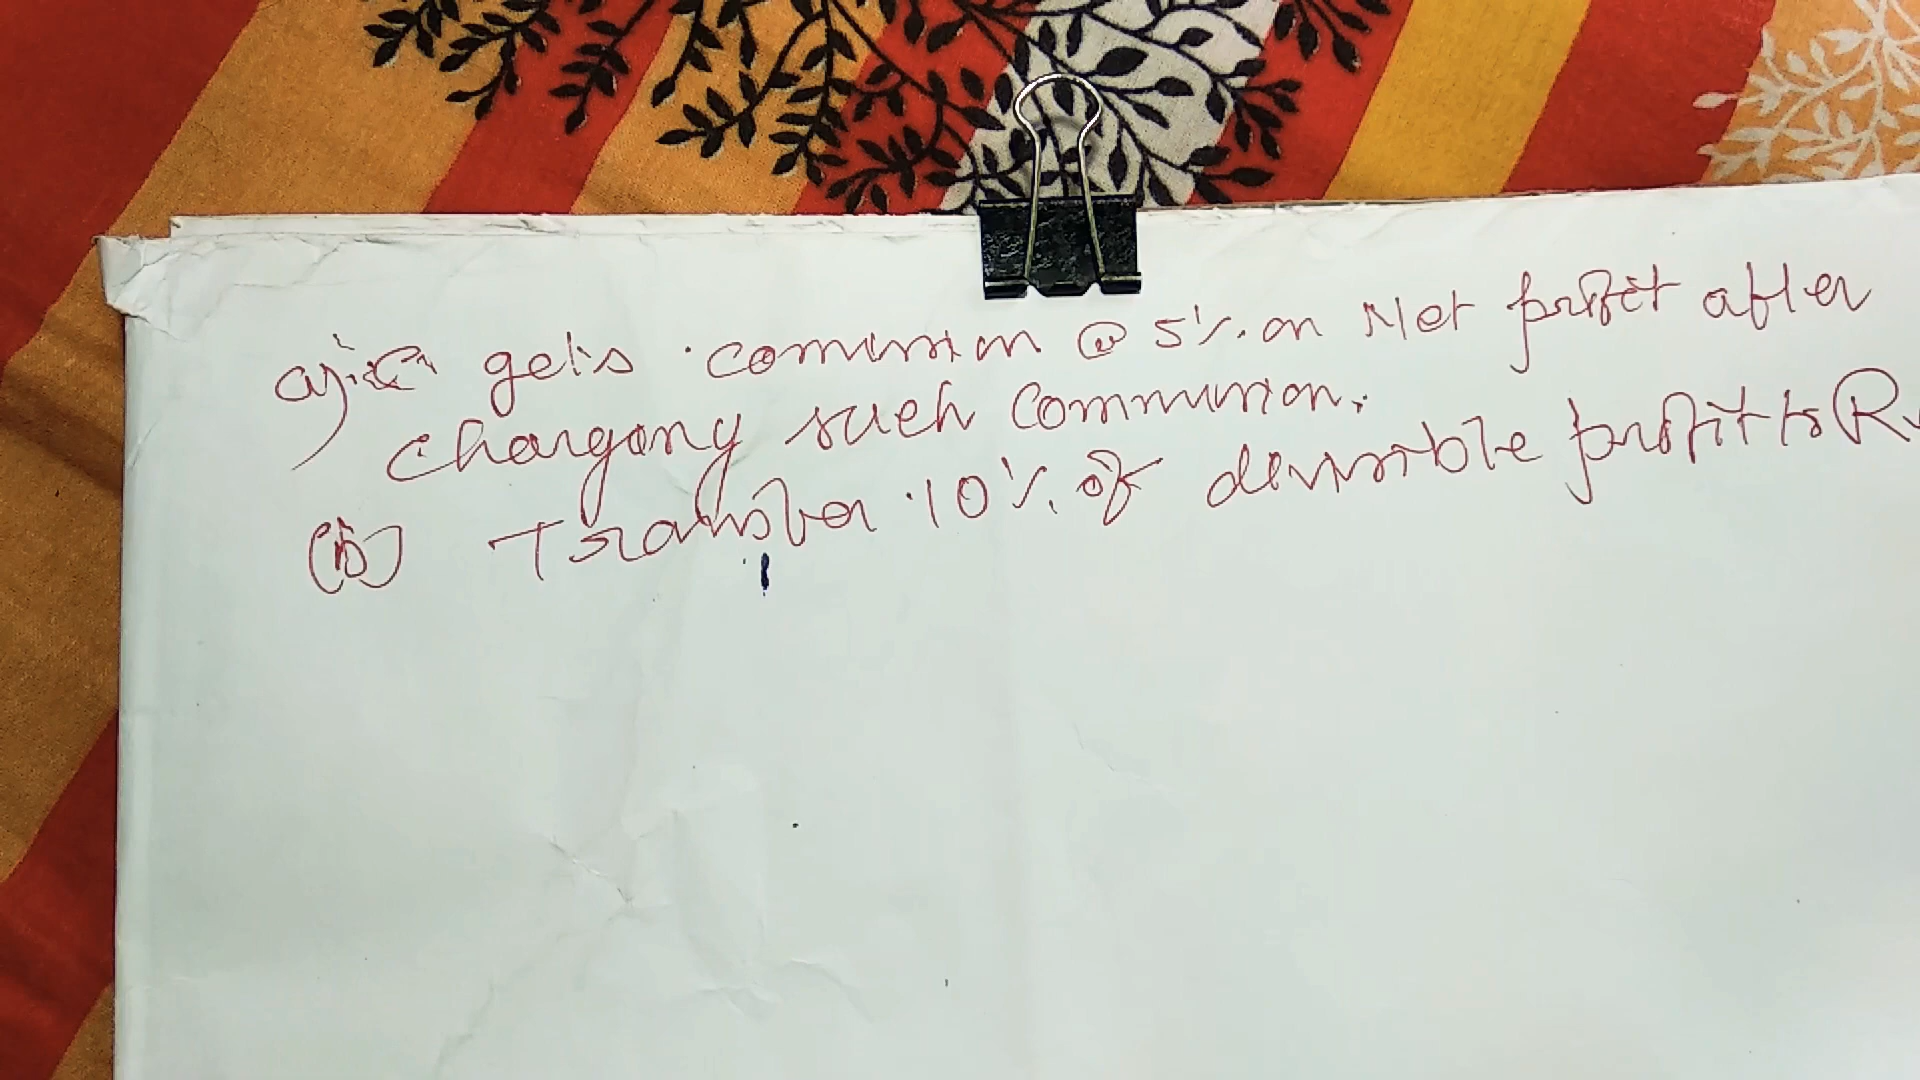 gets commission @ 5% on Net profit after
charging such commission.
Transfer 10% of divisible profit to R